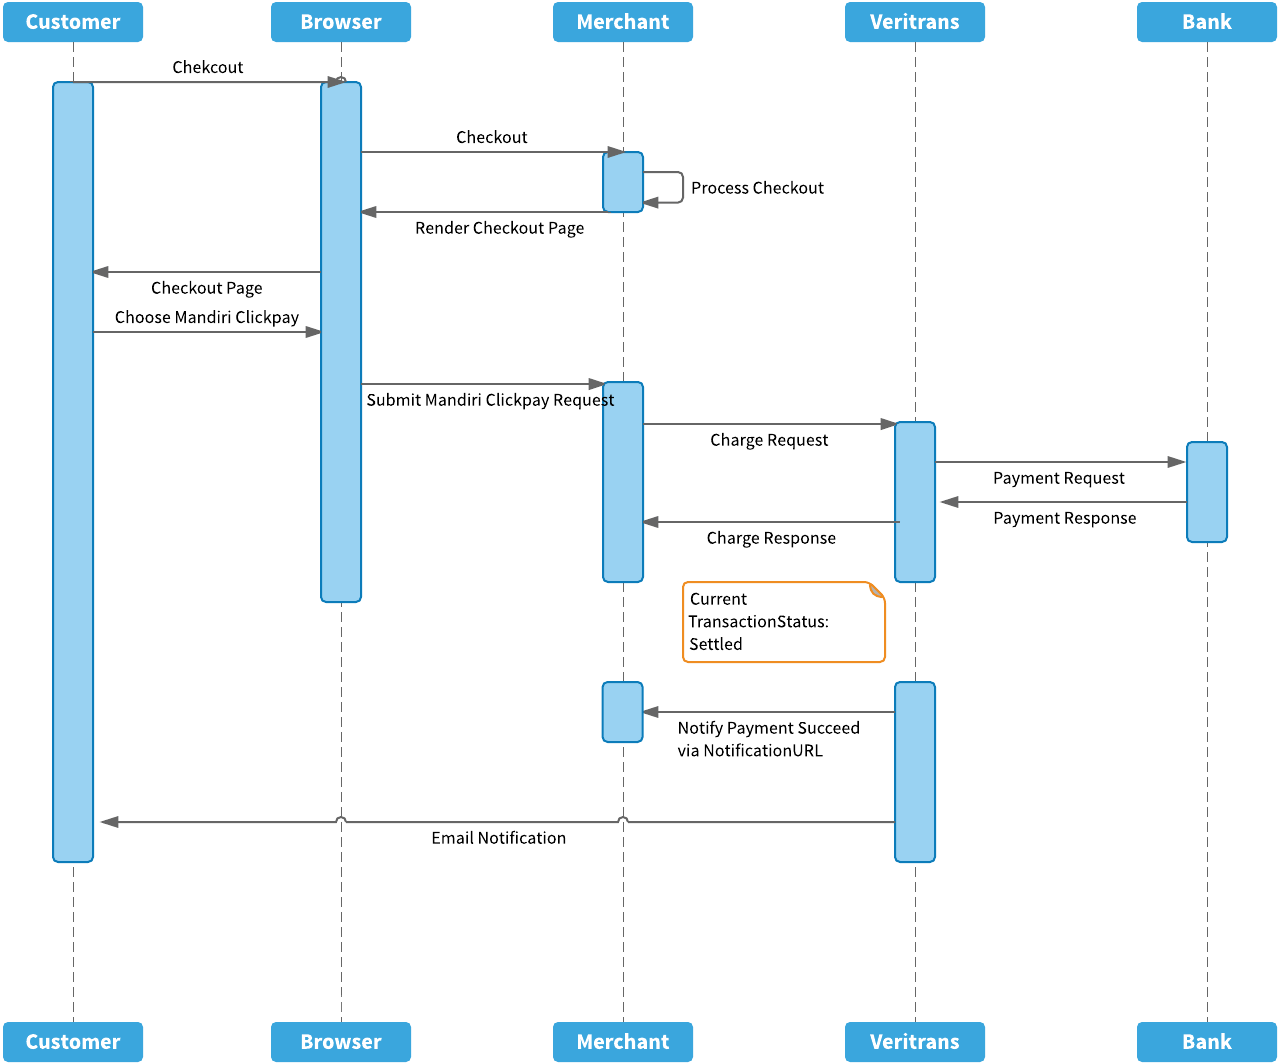 Customer
Browser
Merchant
Veritrans
Bank
Chekcout
Checkout
Process Checkout
Render Checkout Page
Checkout Page
Choose Mandiri Clickpay
Submit Mandiri Clickpay Request
Charge Request
Payment Request
Payment Response
Charge Response
Current
TransactionStatus:
Settled
Notify Payment Succeed
via NotificationURL
Email Notification
Customer
Browser
Merchant
Veritrans
Bank